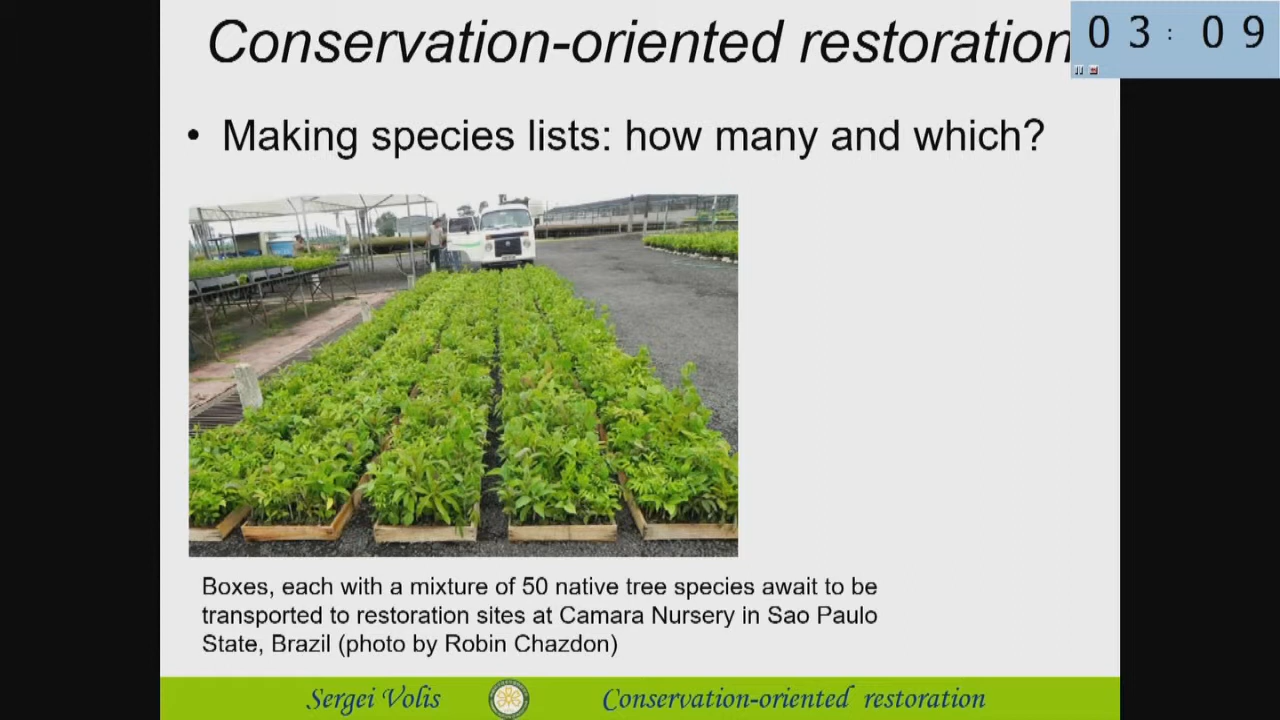 Conservation-oriented restoration
03:09
• Making species lists: how many and which?
Boxes, each with a mixture of 50 native tree species await to be
transported to restoration sites at Camara Nursery in Sao Paulo
State, Brazil (photo by Robin Chazdon)
Sergei Volis
Conservation-oriented restoration